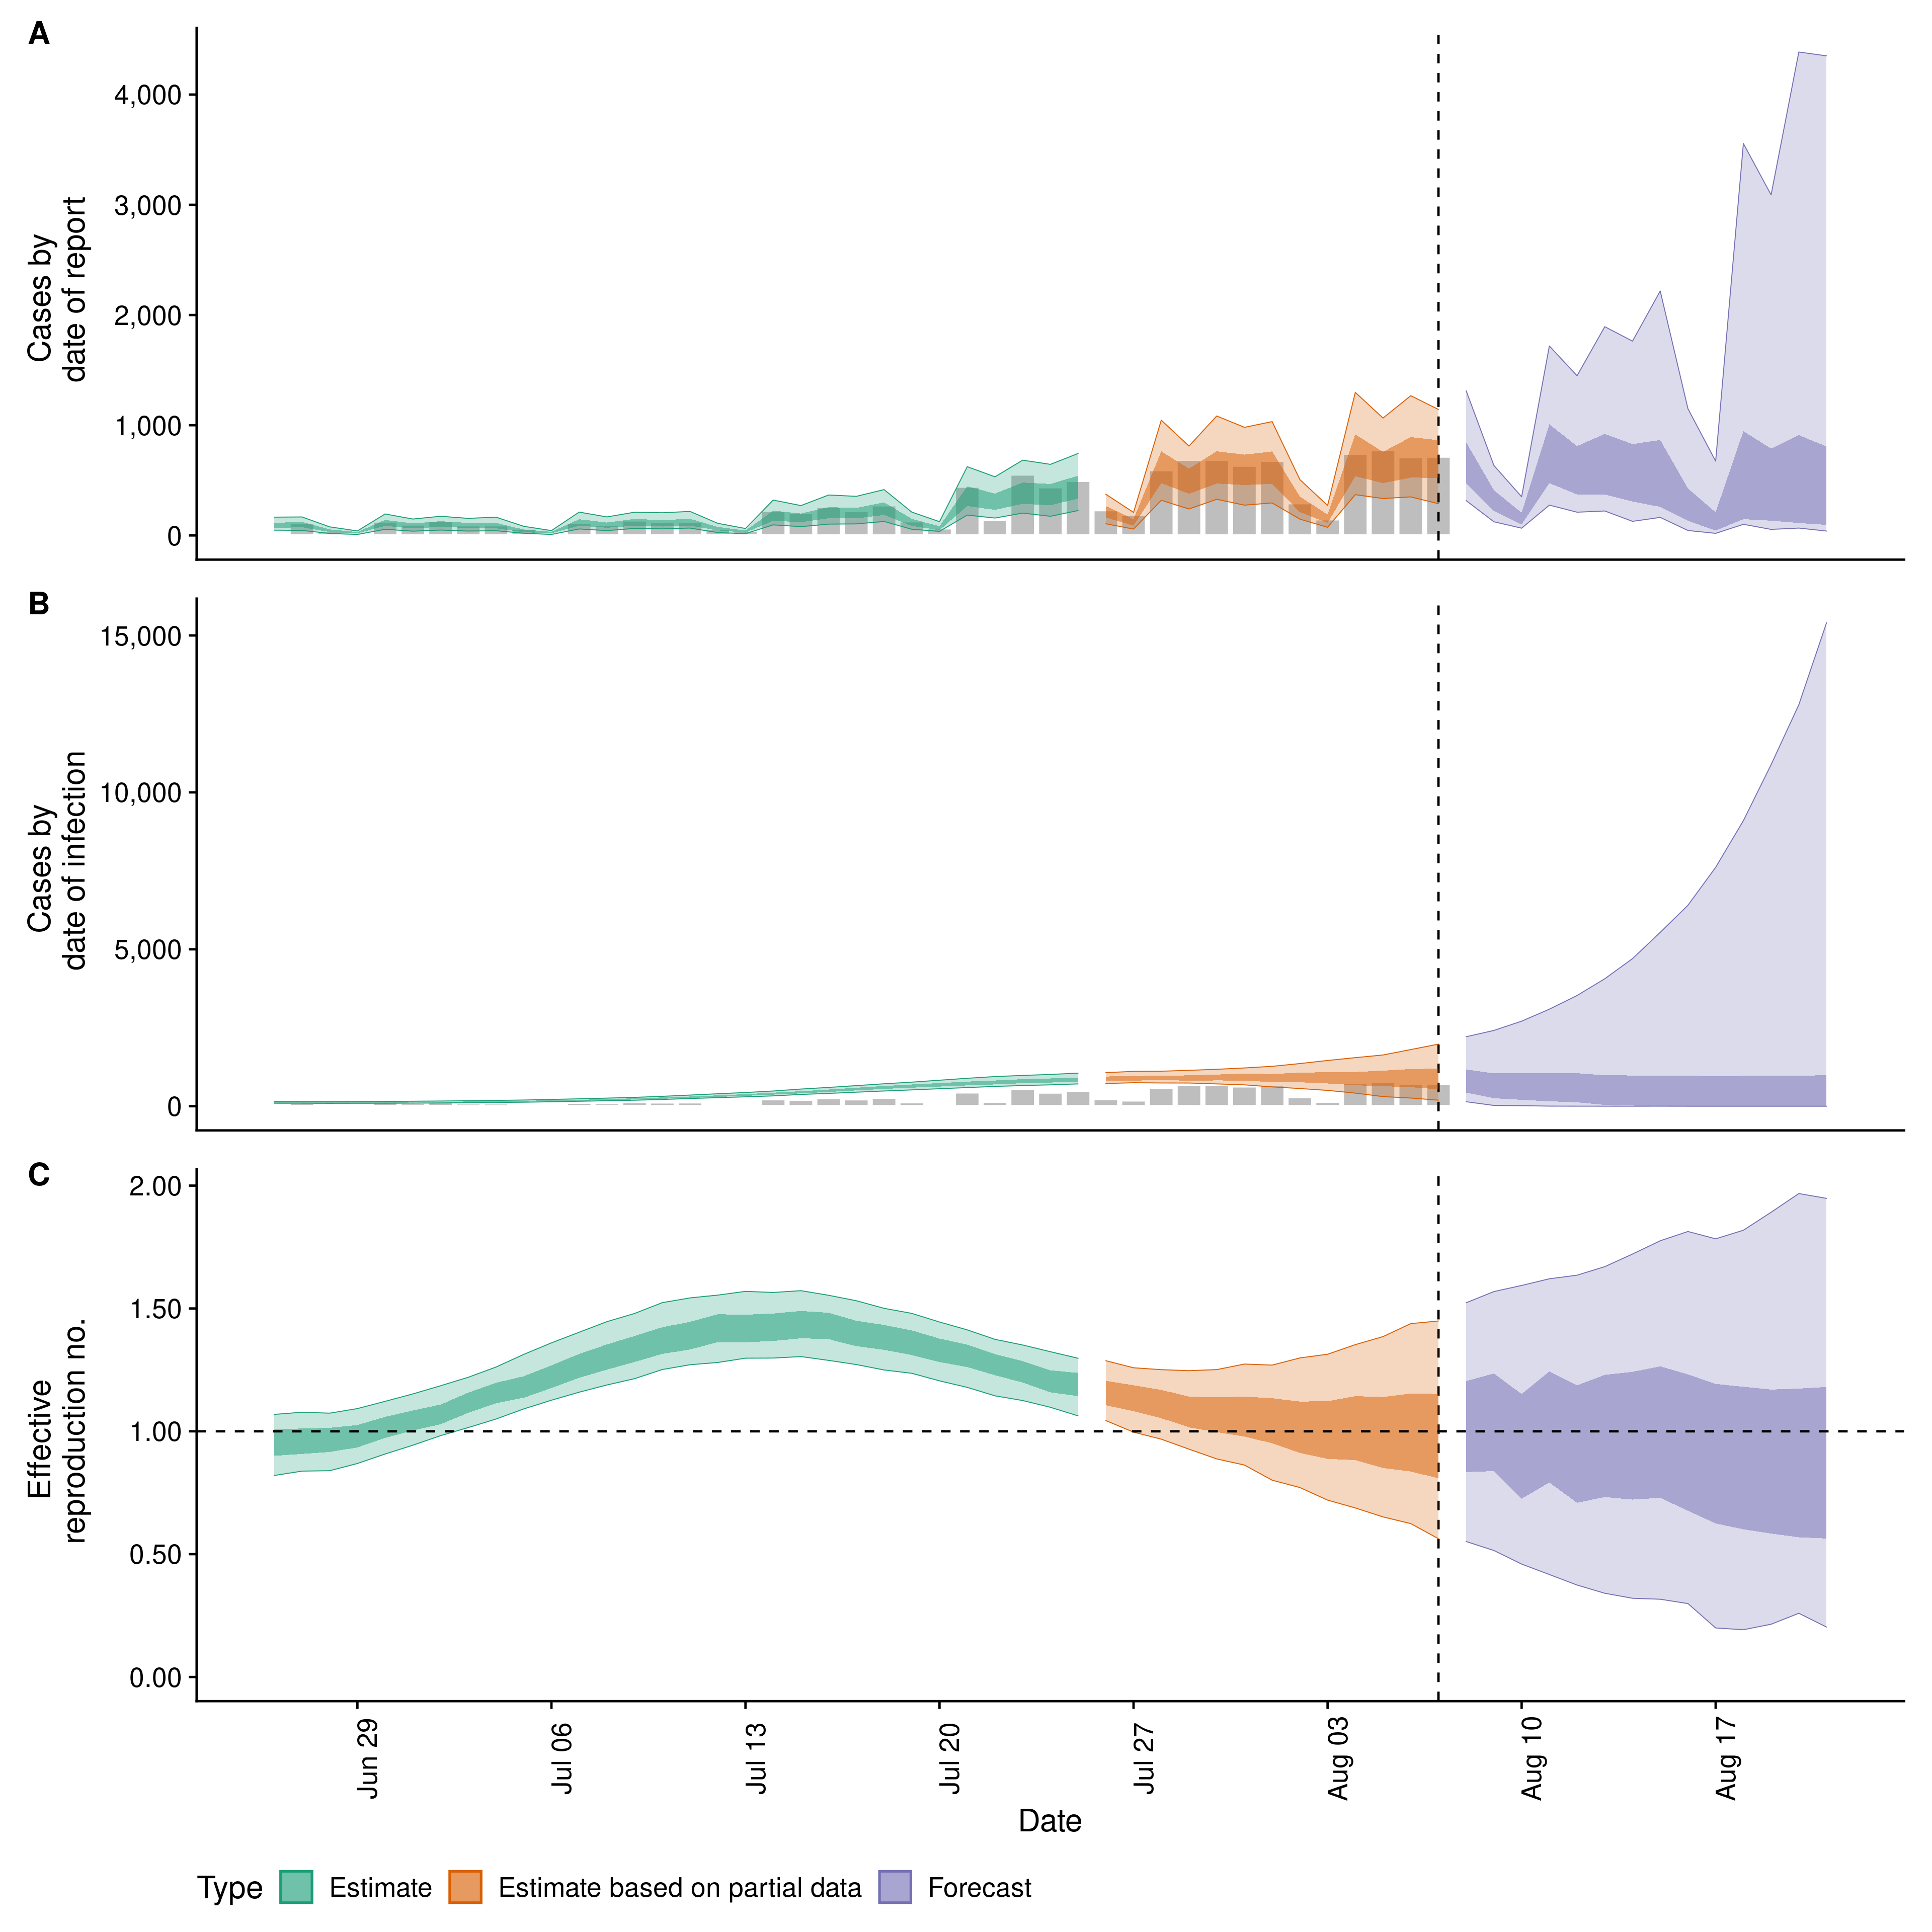 A
Cases by
date of report
4,000
3,000
2,000
1,000
0
B
Cases by
date of infection
15,000
10,000
5,000
0
C
Effective
reproduction no.
2.00
1.50
1.00
0.50
0.00
Jun 29
Jul 06
Jul 13
Jul 20
Jul 27
Aug 03
Aug 10
Aug 17
Date
Type Estimate Estimate based on partial data Forecast